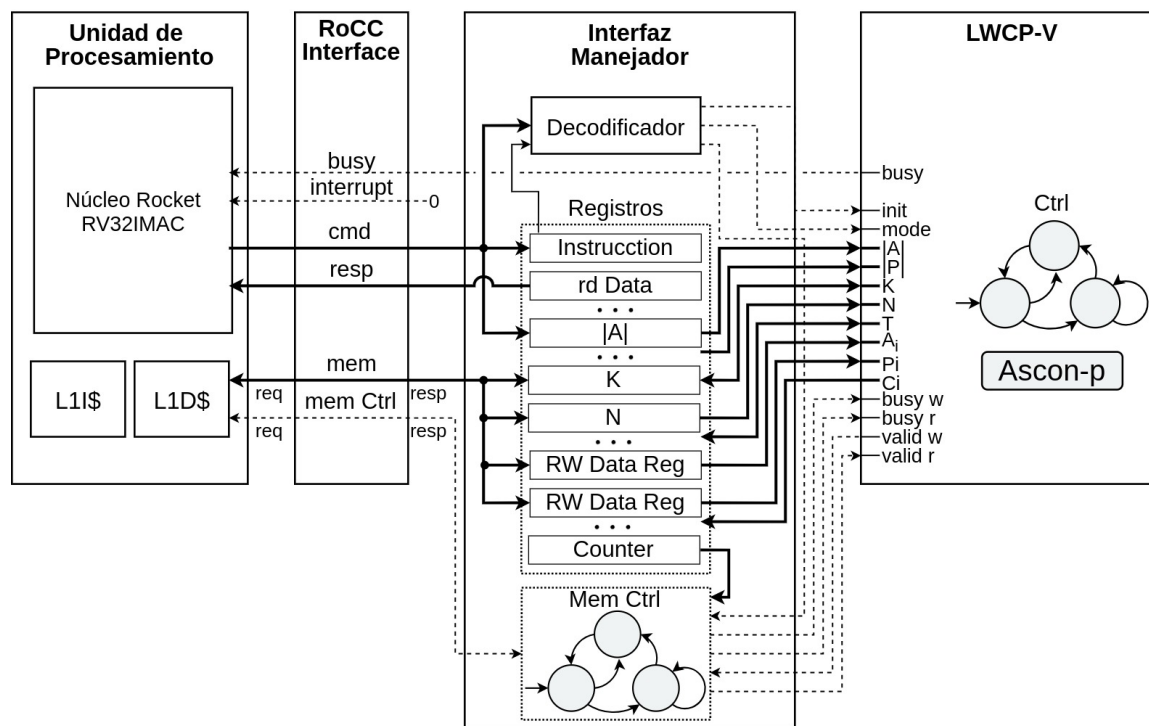 Unidad de
Procesamiento
Núcleo Rocket
RV32IMAC
L1I$
L1D$
RoCC
Interface
busy
interrupt
0
cmd
resp
mem
req
resp
mem Ctrl
req
resp
Interfaz
Manejador
Decodificador
Registros
Instrucction
rd Data
. . .
|A|
. . .
K
N
. . .
RW Data Reg
RW Data Reg
. . .
Counter
Mem Ctrl
LWCP-V
busy
init
mode
|A|
|P|
K
N
T
Ai
Pi
Ci
busy w
busy r
valid w
valid r
Ctrl
Ascon-p